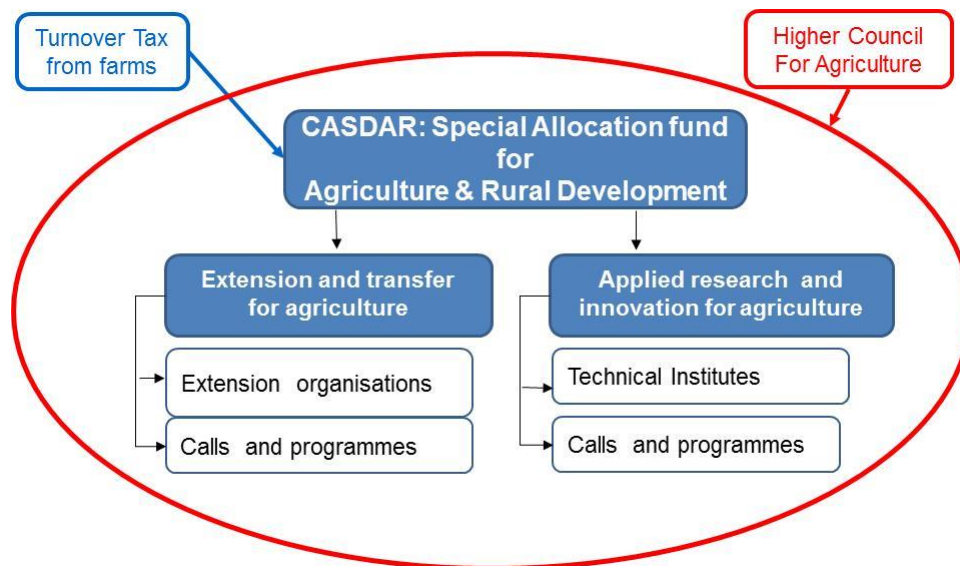 Turnover Tax
from farms
Higher Council
For Agriculture
CASDAR: Special Allocation fund
for
Agriculture & Rural Development
Extension and transfer
for agriculture
Applied research and
innovation for agriculture
Extension organisations
Technical Institutes
Calls and programmes
Calls and programmes